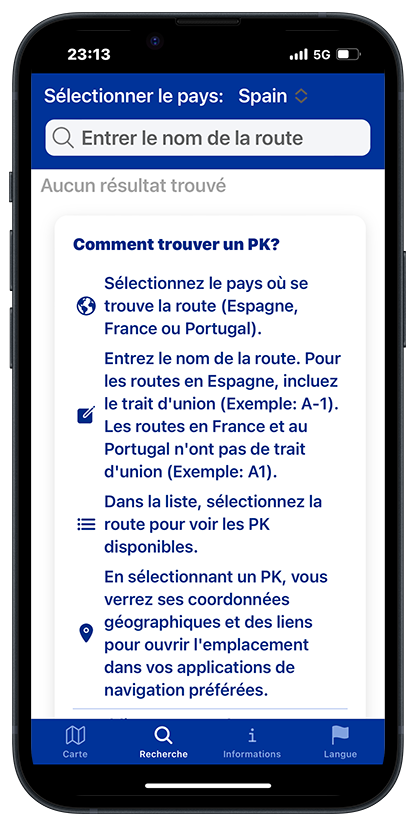 23:13
5G
Sélectionner le pays: Spain
Entrer le nom de la route
Aucun résultat trouvé
Comment trouver un PK?
Sélectionnez le pays où se
trouve la route (Espagne,
France ou Portugal).
Entrez le nom de la route. Pour
les routes en Espagne, incluez
le trait d'union (Exemple: A-1).
Les routes en France et au
Portugal n'ont pas de trait
d'union (Exemple: A1).
Dans la liste, sélectionnez la
route pour voir les PK
disponibles.
En sélectionnant un PK, vous
verrez ses coordonnées
géographiques et des liens
pour ouvrir l'emplacement
dans vos applications de
navigation préférées.
Carte
Recherche
Informations
Langue